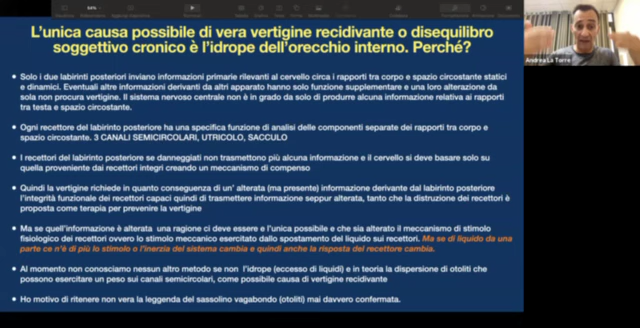 L'unica causa possibile di vera vertigine recidivante o disequilibro
soggettivo cronico è l'idrope dell'orecchio interno. Perché?
Solo i due labirinti posteriori inviano informazioni primarie rilevanti al cervello circa i rapporti tra corpo e spazio circostante statici
e dinamici. Eventuali altre informazioni derivanti da altro apparato hanno solo funzione supplementare e una loro alterazione da
sola non procura vertigine. Il sistema nervoso centrale non è in grado da solo di produrre alcuna informazione relativa ai rapporti
tra testa e spazio circostante.
Ogni recettore del labirinto posteriore ha una specifica funzione di analisi delle componenti separate dei rapporti tra corpo e
spazio circostante. 3 CANALI SEMICIRCOLARI, UTRICOLO, SACCULO
I recettori del labirinto posteriore se danneggiati non trasmettono più alcuna informazione e il cervello si deve basare solo su
quella proveniente dai recettori integri creando un meccanismo di compenso
Quindi la vertigine richiede in quanto conseguenza di un' alterata (ma presente) informazione derivante dal labirinto posteriore
l'integrità funzionale dei recettori capaci quindi di trasmettere informazione seppur alterata, tanto che la distruzione dei recettori è
proposta come terapia per prevenire la vertigine
Ma se quell'informazione è alterata una ragione ci deve essere e l'unica possibile e che sia alterato il meccanismo di stimolo
fisiologico dei recettori ovvero lo stimolo meccanico esercitato dallo spostamento del liquido sui recettori. Ma se di liquido da una
parte ce n'è di più lo stimolo o l'inerzia del sistema cambia e quindi anche la risposta del recettore cambia.
Al momento non conosciamo nessun altro metodo se non l'idrope (eccesso di liquidi) e in teoria la dispersione di otoliti che
possono esercitare un peso sui canali semicircolari, come possibile causa di vertigine recidivante
Ho motivo di ritenere non vera la leggenda del sassolino vagabondo (otoliti) mai davvero confermata.
Andrea La Torre